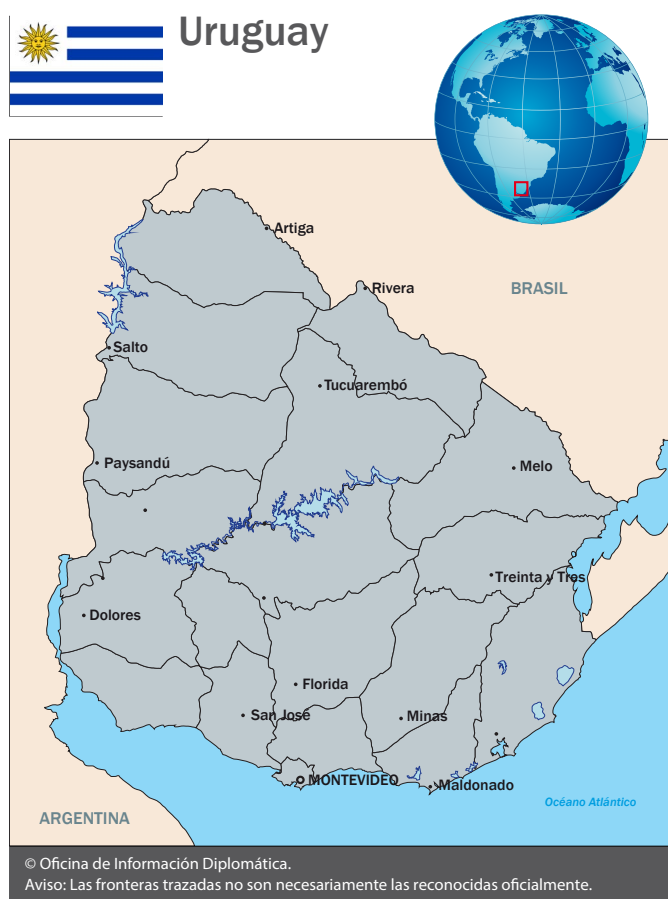 Uruguay
Artiga
Rivera
BRASIL
Salto
Tucuarembó
Paysandú
Melo
Treinta y Tres
Dolores
Florida
San José
Minas
MONTEVIDEO
Maldonado
Océano Atlántico
ARGENTINA
© Oficina de Información Diplomática.
Aviso: Las fronteras trazadas no son necesariamente las reconocidas oficialmente.